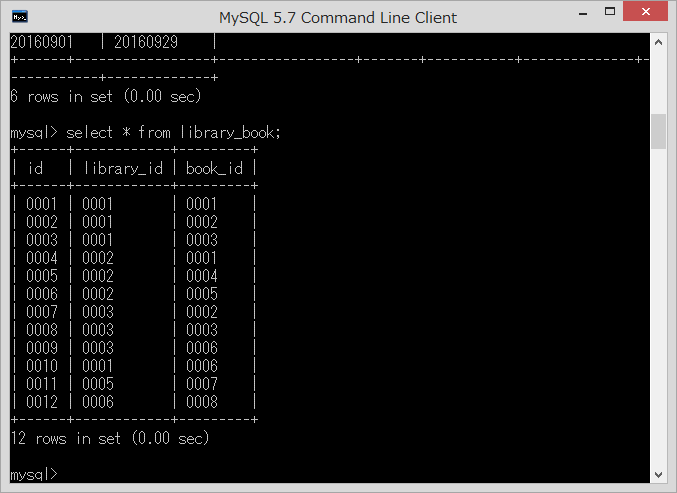 MySQL 5.7 Command Line Client
20160901   | 20160929   |
+------+------------+---------------+------+----------+-------------+-
----------+------------+
6 rows in set (0.00 sec)
mysql> select * from library_book;
+------+------------+---------+
| id   | library_id | book_id |
+------+------------+---------+
| 0001 | 0001       | 0001    |
| 0002 | 0001       | 0002    |
| 0003 | 0001       | 0003    |
| 0004 | 0002       | 0001    |
| 0005 | 0002       | 0004    |
| 0006 | 0002       | 0005    |
| 0007 | 0003       | 0002    |
| 0008 | 0003       | 0003    |
| 0009 | 0003       | 0006    |
| 0010 | 0001       | 0006    |
| 0011 | 0005       | 0007    |
| 0012 | 0006       | 0008    |
+------+------------+---------+
12 rows in set (0.00 sec)
mysql>